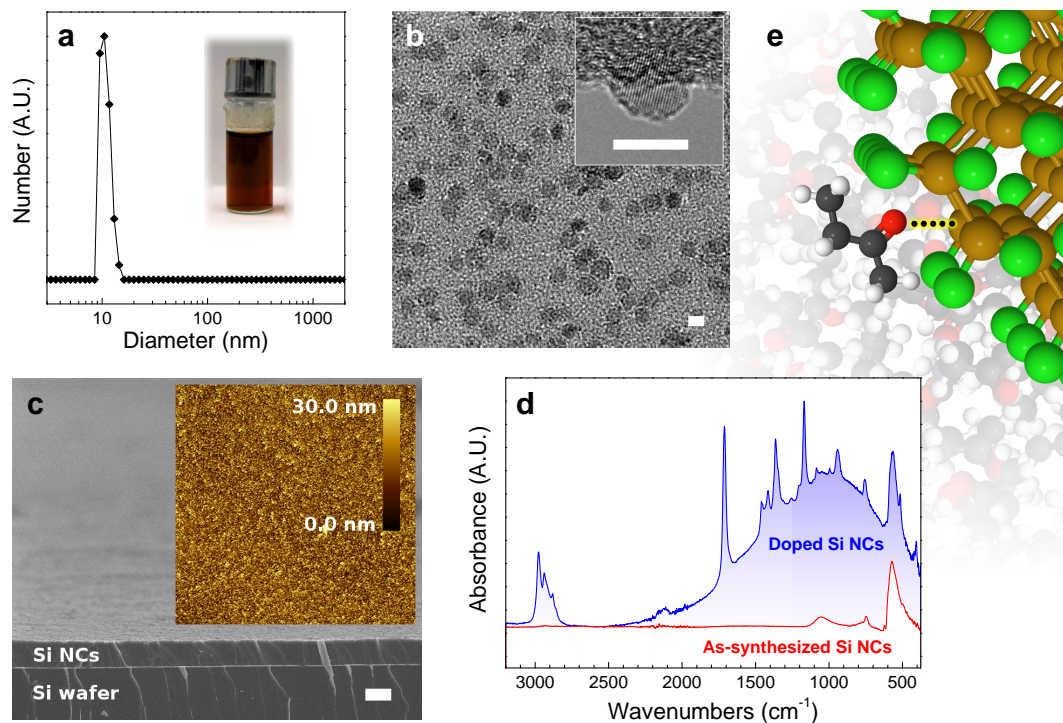 a
Number (A.U.)
10
100
1000
Diameter (nm)
b
e
c
30.0 nm
0.0 nm
Si NCs
Si wafer
d
Absorbance (A.U.)
Doped Si NCs
As-synthesized Si NCs
3000
2500
2000
1500
1000
500
Wavenumbers (cm⁻¹)